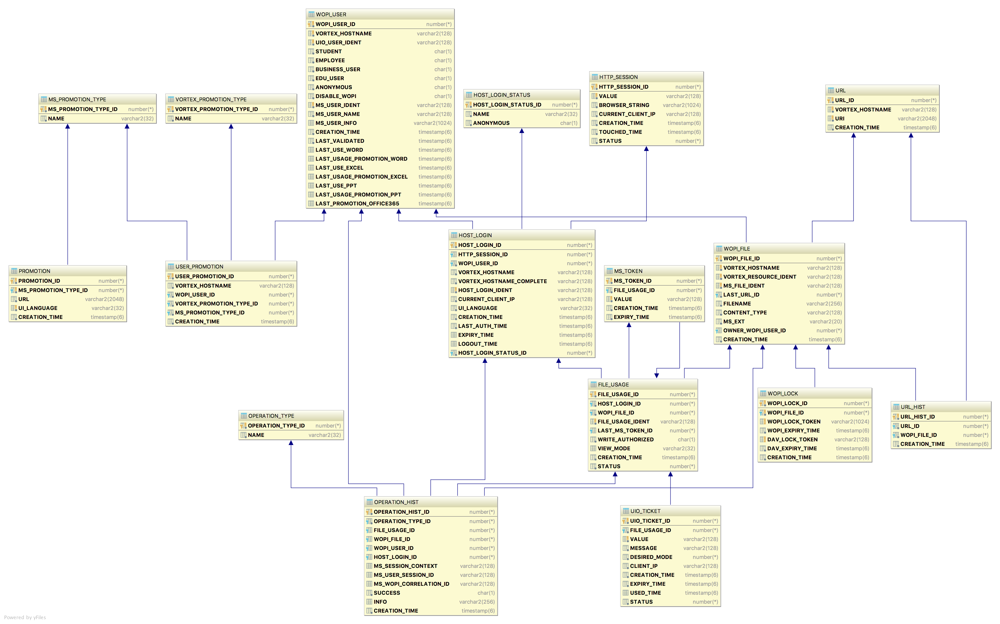 WOPI_USER
WOPI_USER_ID number(*)
VORTEX_HOSTNAME varchar2(128)
UIO_USER_IDENT varchar2(128)
STUDENT char(1)
EMPLOYEE char(1)
BUSINESS_USER char(1)
EDU_USER char(1)
ANONYMOUS char(1)
DISABLE_WOPI char(1)
MS_USER_IDENT varchar2(128)
MS_USER_NAME varchar2(128)
MS_USER_INFO varchar2(1024)
CREATION_TIME timestamp(6)
LAST_VALIDATED timestamp(6)
LAST_USE_WORD timestamp(6)
LAST_USAGE_PROMOTION_WORD timestamp(6)
LAST_USE_EXCEL timestamp(6)
LAST_USAGE_PROMOTION_EXCEL timestamp(6)
LAST_USE_PPT timestamp(6)
LAST_USAGE_PROMOTION_PPT timestamp(6)
LAST_PROMOTION_OFFICE365 timestamp(6)
HTTP_SESSION
HTTP_SESSION_ID number(*)
VALUE varchar2(128)
BROWSER_STRING varchar2(1024)
CURRENT_CLIENT_IP varchar2(128)
CREATION_TIME timestamp(6)
TOUCHED_TIME timestamp(6)
STATUS number(*)
URL
URL_ID number(*)
VORTEX_HOSTNAME varchar2(128)
URI varchar2(2048)
CREATION_TIME timestamp(6)
HOST_LOGIN_STATUS
HOST_LOGIN_STATUS_ID number(*)
NAME varchar2(32)
ANONYMOUS char(1)
MS_PROMOTION_TYPE
MS_PROMOTION_TYPE_ID number(*)
NAME varchar2(32)
VORTEX_PROMOTION_TYPE
VORTEX_PROMOTION_TYPE_ID number(*)
NAME varchar2(32)
HOST_LOGIN
HOST_LOGIN_ID number(*)
HTTP_SESSION_ID number(*)
WOPI_USER_ID number(*)
VORTEX_HOSTNAME varchar2(128)
VORTEX_HOSTNAME_COMPLETE varchar2(128)
HOST_LOGIN_IDENT varchar2(128)
CURRENT_CLIENT_IP varchar2(128)
UI_LANGUAGE varchar2(32)
CREATION_TIME timestamp(6)
LAST_AUTH_TIME timestamp(6)
EXPIRY_TIME timestamp(6)
LOGOUT_TIME timestamp(6)
HOST_LOGIN_STATUS_ID number(*)
WOPI_FILE
WOPI_FILE_ID number(*)
VORTEX_HOSTNAME varchar2(128)
VORTEX_RESOURCE_IDENT varchar2(128)
MS_FILE_IDENT varchar2(128)
LAST_URL_ID number(*)
FILENAME varchar2(256)
CONTENT_TYPE varchar2(128)
MS_EXT varchar2(20)
OWNER_WOPI_USER_ID number(*)
CREATION_TIME timestamp(6)
PROMOTION
PROMOTION_ID number(*)
MS_PROMOTION_TYPE_ID number(*)
URL varchar2(2048)
UI_LANGUAGE varchar2(32)
CREATION_TIME timestamp(6)
USER_PROMOTION
USER_PROMOTION_ID number(*)
VORTEX_HOSTNAME varchar2(128)
WOPI_USER_ID number(*)
VORTEX_PROMOTION_TYPE_ID number(*)
MS_PROMOTION_TYPE_ID number(*)
CREATION_TIME timestamp(6)
MS_TOKEN
MS_TOKEN_ID number(*)
FILE_USAGE_ID number(*)
VALUE varchar2(128)
CREATION_TIME timestamp(6)
EXPIRY_TIME timestamp(6)
FILE_USAGE
FILE_USAGE_ID number(*)
HOST_LOGIN_ID number(*)
WOPI_FILE_ID number(*)
FILE_USAGE_IDENT varchar2(128)
LAST_MS_TOKEN_ID number(*)
WRITE_AUTHORIZED char(1)
VIEW_MODE varchar2(32)
CREATION_TIME timestamp(6)
STATUS number(*)
WOPI_LOCK
WOPI_LOCK_ID number(*)
WOPI_FILE_ID number(*)
WOPI_LOCK_TOKEN varchar2(1024)
WOPI_EXPIRY_TIME timestamp(6)
DAV_LOCK_TOKEN varchar2(128)
DAV_EXPIRY_TIME timestamp(6)
CREATION_TIME timestamp(6)
URL_HIST
URL_HIST_ID number(*)
URL_ID number(*)
WOPI_FILE_ID number(*)
CREATION_TIME timestamp(6)
OPERATION_TYPE
OPERATION_TYPE_ID number(*)
NAME varchar2(32)
OPERATION_HIST
OPERATION_HIST_ID number(*)
OPERATION_TYPE_ID number(*)
FILE_USAGE_ID number(*)
WOPI_FILE_ID number(*)
WOPI_USER_ID number(*)
HOST_LOGIN_ID number(*)
MS_SESSION_CONTEXT varchar2(128)
MS_USER_SESSION_ID varchar2(128)
MS_WOPI_CORRELATION_ID varchar2(128)
SUCCESS char(1)
INFO varchar2(256)
CREATION_TIME timestamp(6)
UIO_TICKET
UIO_TICKET_ID number(*)
FILE_USAGE_ID number(*)
VALUE varchar2(128)
MESSAGE varchar2(128)
DESIRED_MODE number(*)
CLIENT_IP varchar2(128)
CREATION_TIME timestamp(6)
EXPIRY_TIME timestamp(6)
USED_TIME timestamp(6)
STATUS number(*)
Powered by yFiles